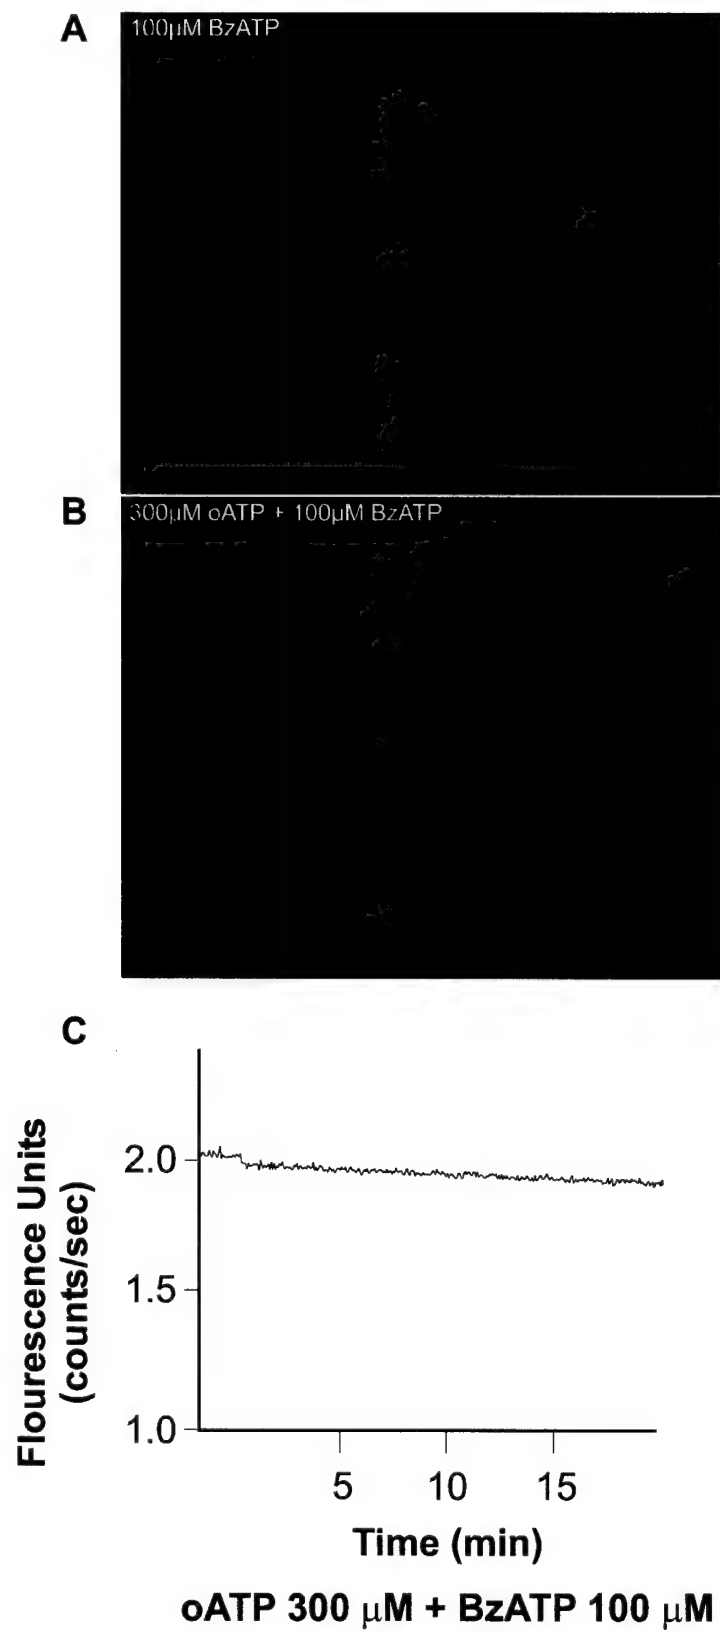 A
100µM BzATP
B
300µM oATP + 100µM BzATP
C
Flourescence Units
(counts/sec)
2.0
1.5
1.0
5 10 15
Time (min)
oATP 300 µM + BzATP 100 µM